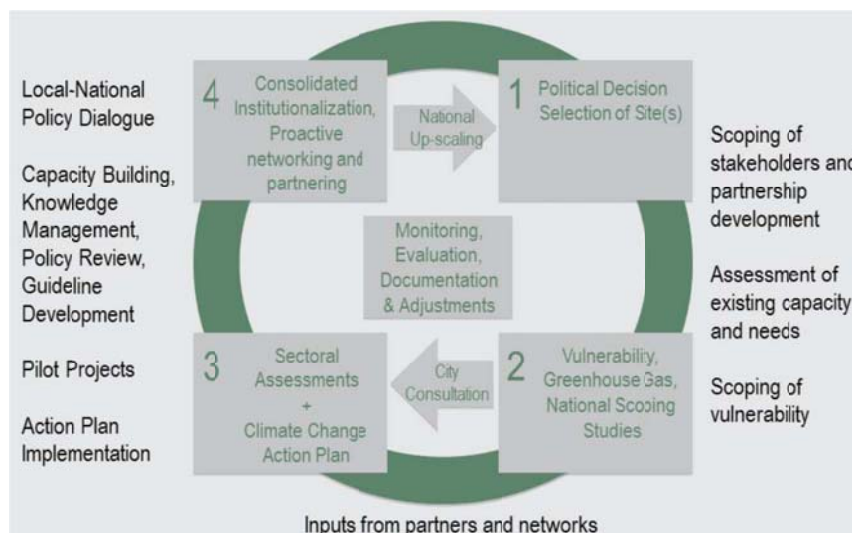 Local-National
Policy Dialogue
Capacity Building,
Knowledge
Management,
Policy Review,
Guideline
Development
Pilot Projects
Action Plan
Implementation
4
Consolidated
Institutionalization,
Proactive
networking and
partnering
National
Up-scaling
1
Political Decision
Selection of Site(s)
Monitoring,
Evaluation,
Documentation
& Adjustments
3
Sectoral
Assessments
+
Climate Change
Action Plan
City
Consultation
2
Vulnerability,
Greenhouse Gas,
National Scoping
Studies
Scoping of
stakeholders and
partnership
development
Assessment of
existing capacity
and needs
Scoping of
vulnerability
Inputs from partners and networks